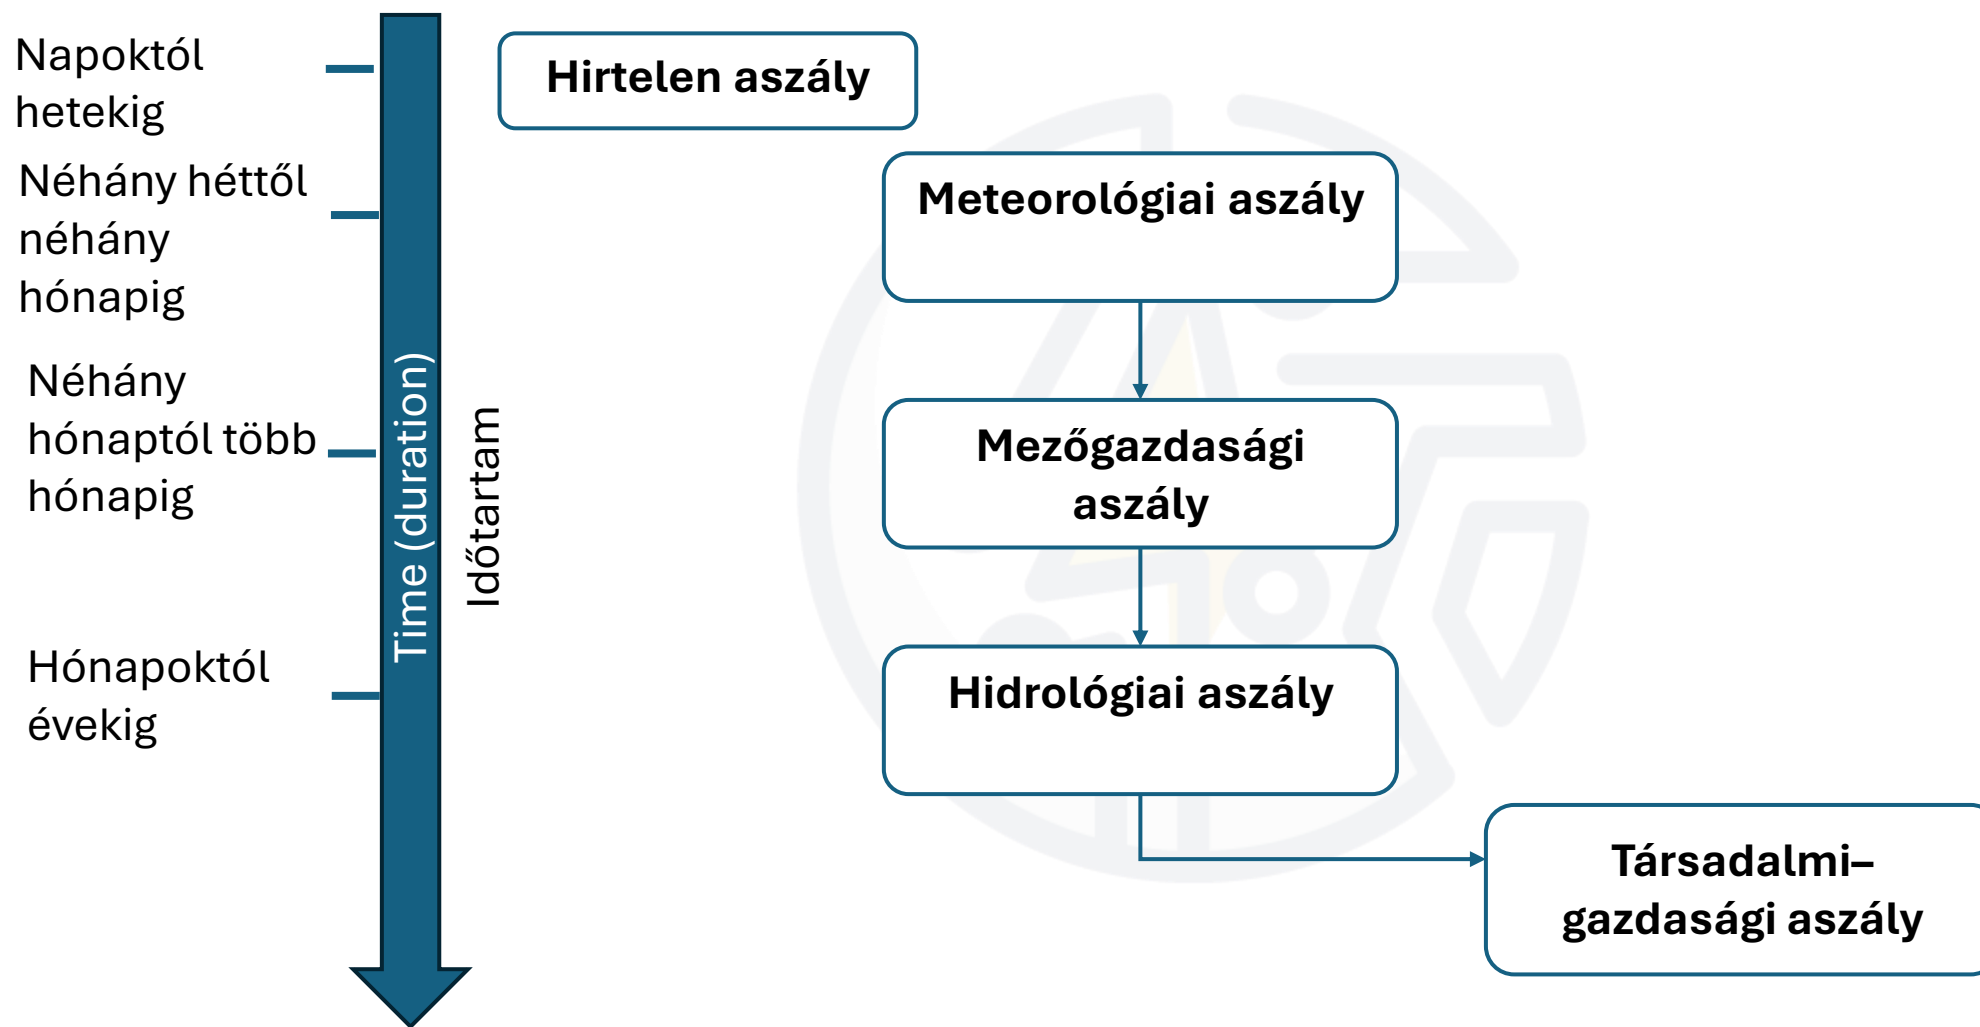 Napoktól
hetekig
Hirtelen aszály
Néhány héttől
néhány
hónapig
Meteorológiai aszály
Néhány
hónaptól több
hónapig
Time (duration)
Időtartam
Mezőgazdasági
aszály
Hónapoktól
évekig
Hidrológiai aszály
Társadalmi–
gazdasági aszály